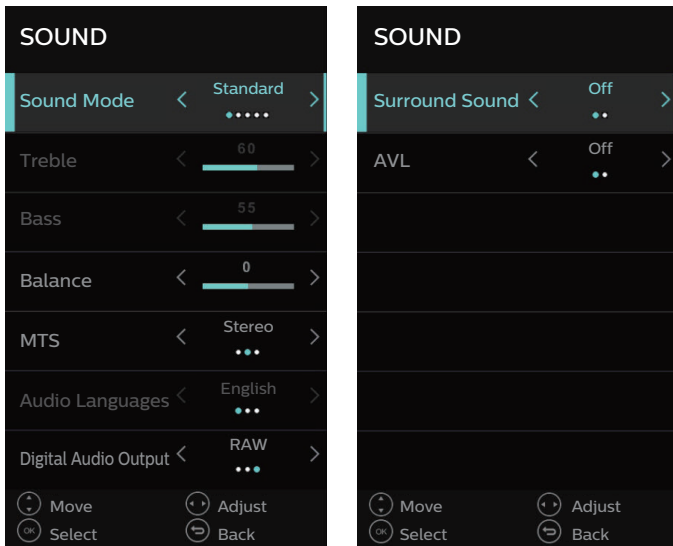 SOUND
Sound Mode
Standard
Treble
60
Bass
55
Balance
0
MTS
Stereo
Audio Languages
English
Digital Audio Output
RAW
Move
Adjust
OK
Select
Back
SOUND
Surround Sound
Off
AVL
Off
Move
Adjust
OK
Select
Back